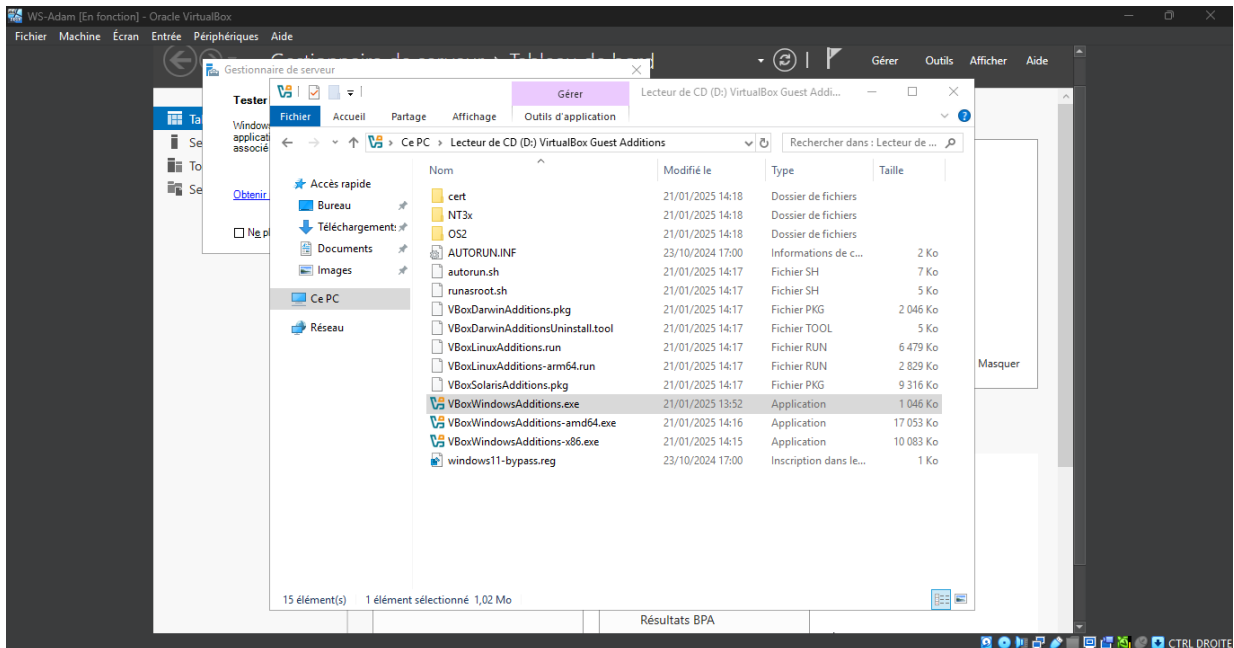 WS-Adam [En fonction] - Oracle VirtualBox
Fichier Machine Écran Entrée Périphériques Aide
Gestionnaire de serveur Tableau de bord
Gérer Outils Afficher Aide
Gestionnaire de serveur
Gérer
Lecteur de CD (D:) VirtualBox Guest Addi...
Tester
Fichier Accueil Partage Affichage Outils d'application
Ce PC > Lecteur de CD (D:) VirtualBox Guest Additions
Rechercher dans : Lecteur de ...
associé
Obtenir
Nom Modifié le Type Taille
Accès rapide
Bureau
Documents
Images
Ce PC
Réseau
cert 21/01/2025 14:18 Dossier de fichiers
NT3x 21/01/2025 14:18 Dossier de fichiers
OS2 21/01/2025 14:18 Dossier de fichiers
AUTORUN.INF 23/10/2024 17:00 Informations de c... 2 Ko
autorun.sh 21/01/2025 14:17 Fichier SH 7 Ko
runasroot.sh 21/01/2025 14:17 Fichier SH 5 Ko
VBoxDarwinAdditions.pkg 21/01/2025 14:17 Fichier PKG 2 046 Ko
VBoxDarwinAdditionsUninstall.tool 21/01/2025 14:17 Fichier TOOL 5 Ko
VBoxLinuxAdditions.run 21/01/2025 14:17 Fichier RUN 6 479 Ko
VBoxLinuxAdditions-arm64.run 21/01/2025 14:17 Fichier RUN 2 829 Ko
VBoxSolarisAdditions.pkg 21/01/2025 14:17 Fichier PKG 9 316 Ko
VBoxWindowsAdditions.exe 21/01/2025 13:52 Application 1 046 Ko
VBoxWindowsAdditions-amd64.exe 21/01/2025 14:16 Application 17 053 Ko
VBoxWindowsAdditions-x86.exe 21/01/2025 14:15 Application 10 083 Ko
windows11-bypass.reg 23/10/2024 17:00 Inscription dans le... 1 Ko
Masquer
15 élément(s) 1 élément sélectionné 1,02 Mo
Résultats BPA
CTRL DROITE